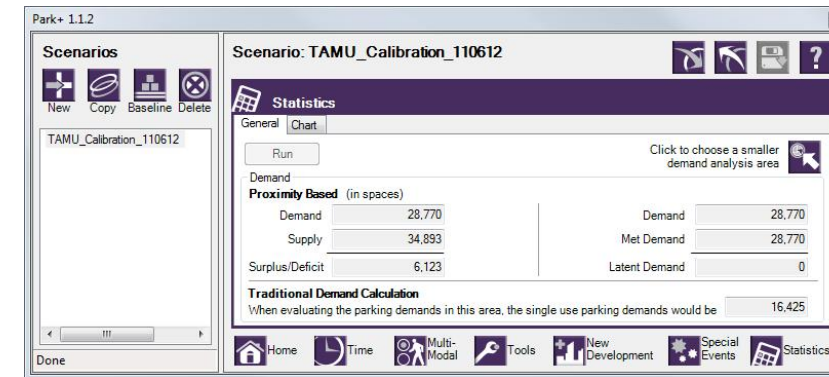 Park+ 1.1.2
Scenarios
New Copy Baseline Delete
TAMU_Calibration_110612
Done
Scenario: TAMU_Calibration_110612
?
Statistics
General Chart
Run
Click to choose a smaller
demand analysis area
Demand
Proximity Based (in spaces)
Demand 28,770 Demand 28,770
Supply 34,893 Met Demand 28,770
Surplus/Deficit 6,123 Latent Demand 0
Traditional Demand Calculation
When evaluating the parking demands in this area, the single use parking demands would be 16,425
Home Time Multi-
Modal Tools New
Development Special
Events Statistics